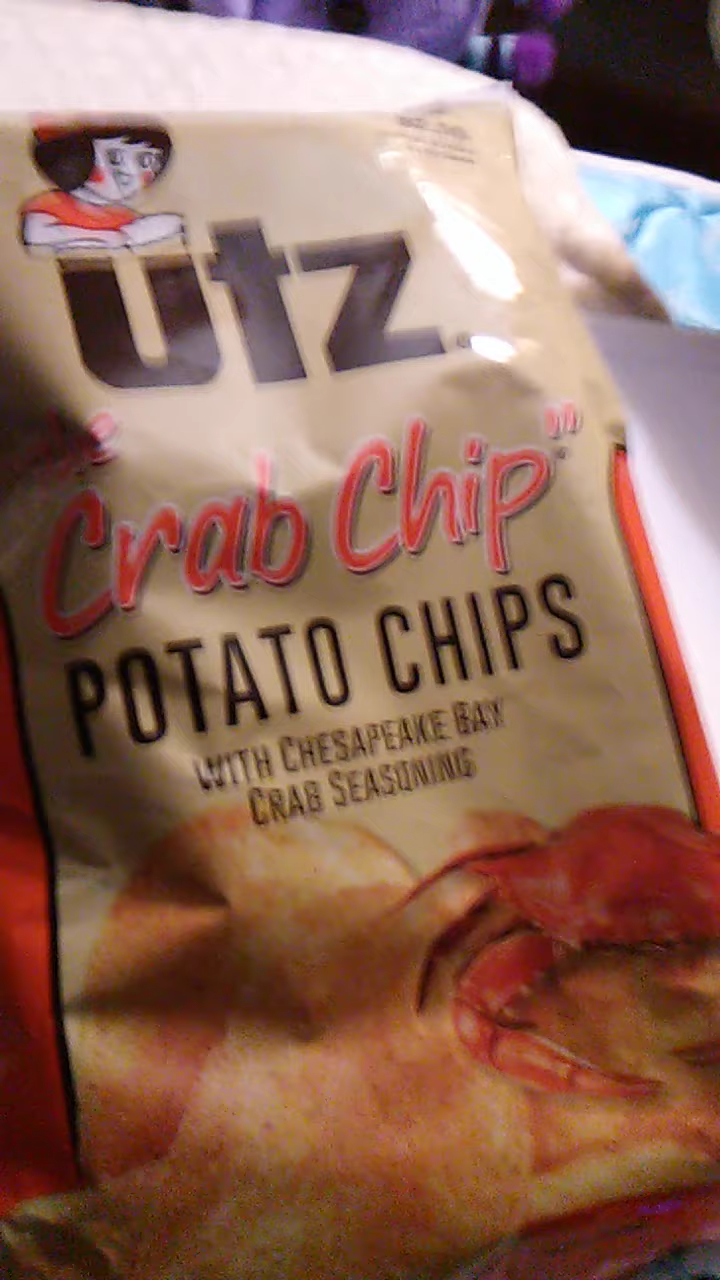 utz
Crab Chip"
POTATO CHIPS
WITH CHESAPEAKE BAY
CRAB SEASONING